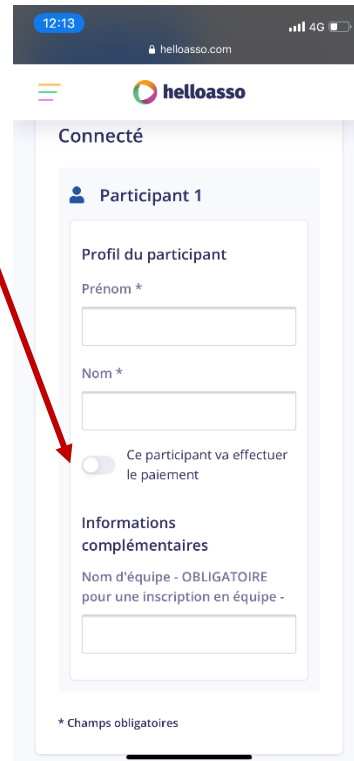 12:13
4G
helloasso.com
helloasso
Connecté
Participant 1
Profil du participant
Prénom *
Nom *
Ce participant va effectuer
le paiement
Informations
complémentaires
Nom d'équipe - OBLIGATOIRE
pour une inscription en équipe -
* Champs obligatoires